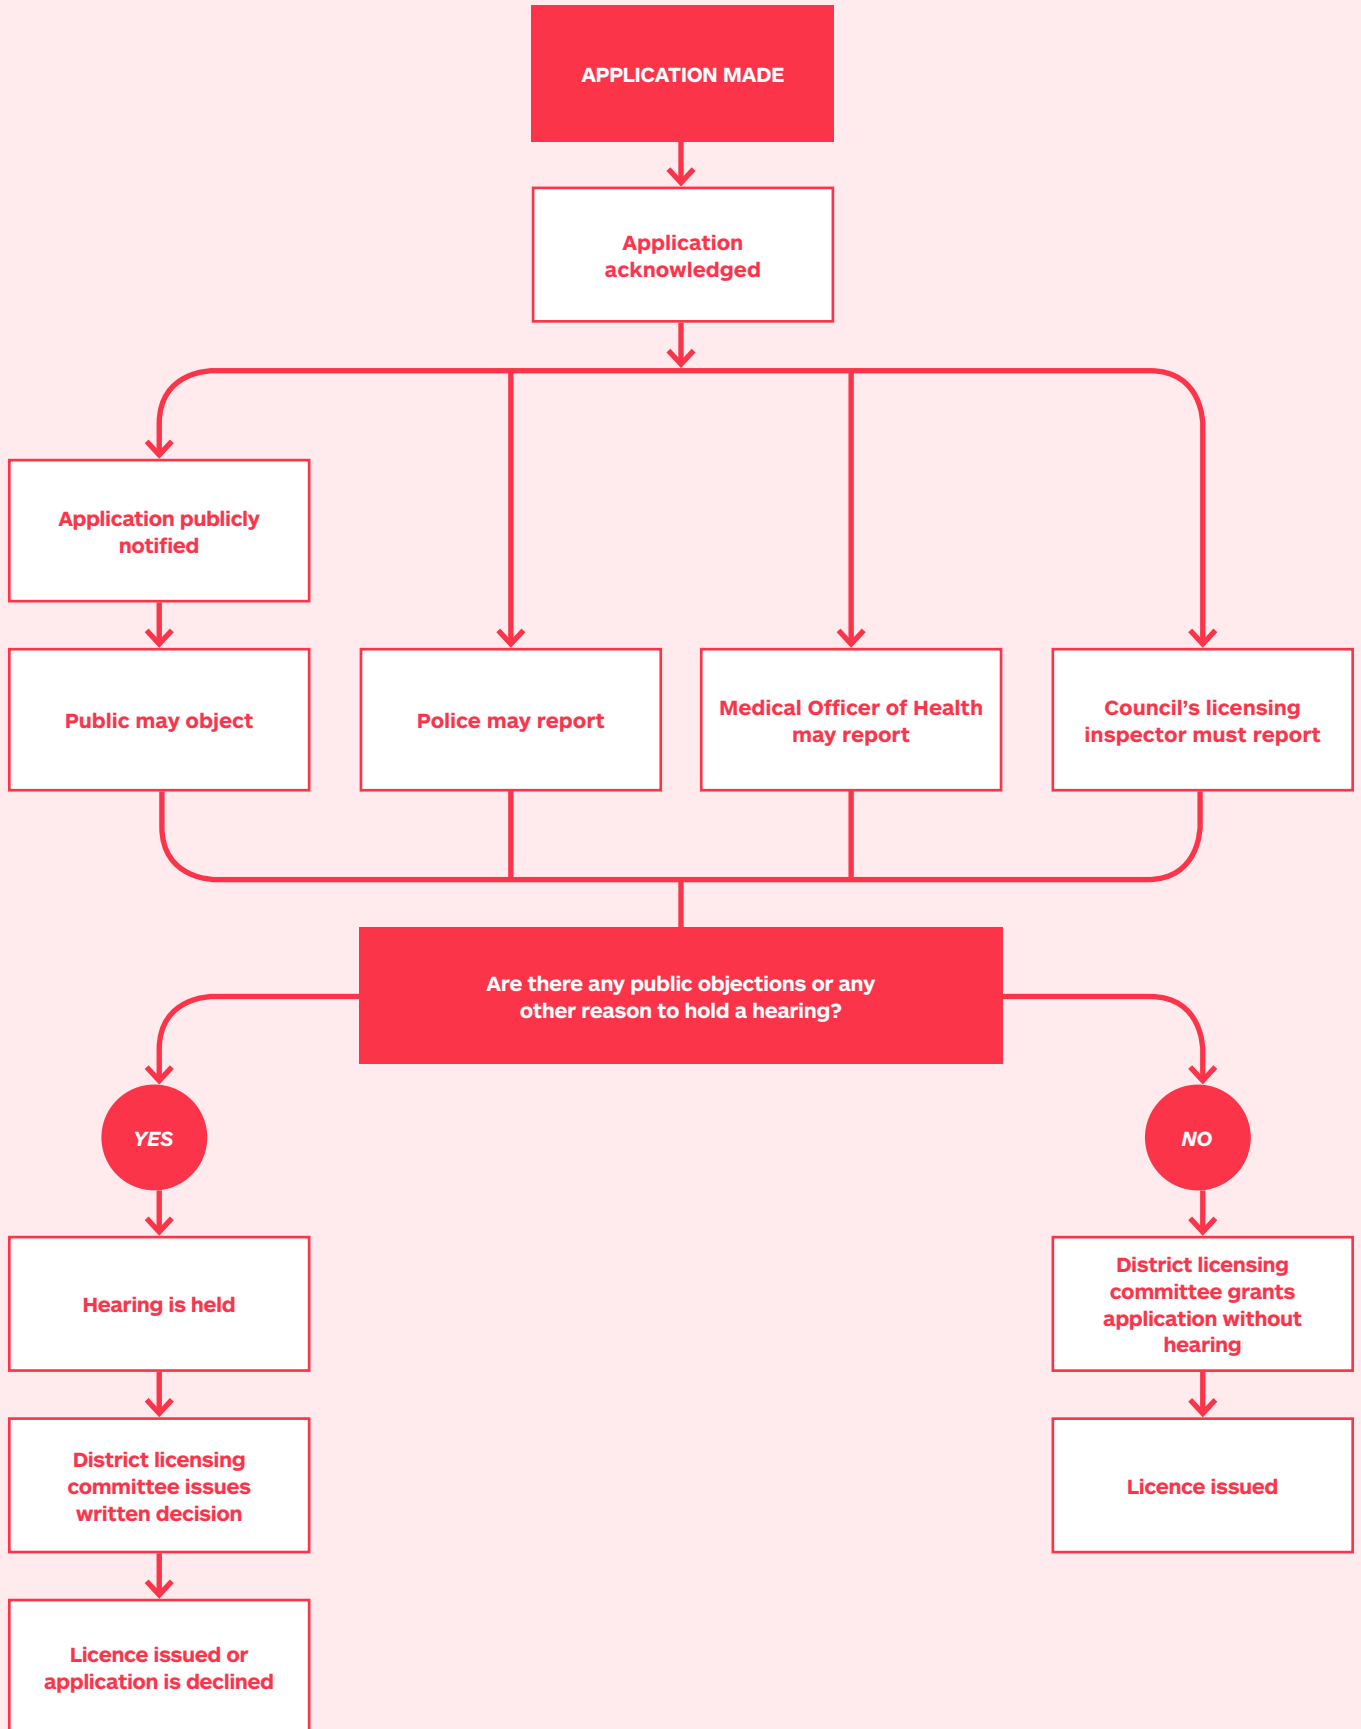 APPLICATION MADE
Application
acknowledged
Application publicly
notified
Public may object
Police may report
Medical Officer of Health
may report
Council’s licensing
inspector must report
Are there any public objections or any
other reason to hold a hearing?
YES
NO
Hearing is held
District licensing
committee grants
application without
hearing
District licensing
committee issues
written decision
Licence issued
Licence issued or
application is declined